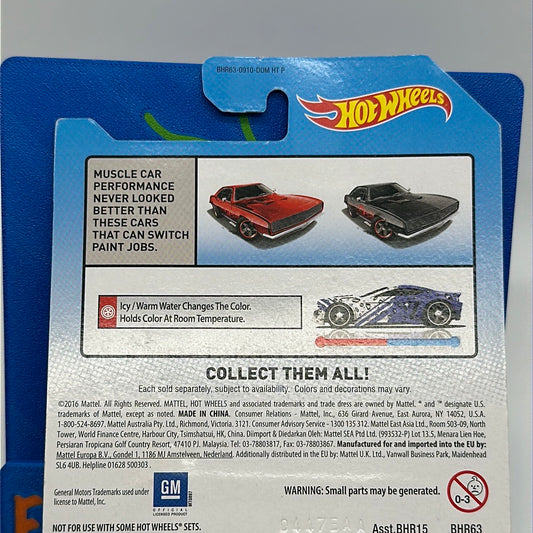 BHR63-0910-DOM HT P
HOT WHEELS
MUSCLE CAR
PERFORMANCE
NEVER LOOKED
BETTER THAN
THESE CARS
THAT CAN SWITCH
PAINT JOBS.
Icy / Warm Water Changes The Color.
Holds Color At Room Temperature.
COLLECT THEM ALL!
Each sold separately, subject to availability. Colors and decorations may vary.
©2016 Mattel. All Rights Reserved. MATTEL, HOT WHEELS and associated trademarks and trade dress are owned by Mattel. ® and ™ designate U.S.
trademarks of Mattel, except as noted. MADE IN CHINA. Consumer Relations - Mattel, Inc., 636 Girard Avenue, East Aurora, NY 14052, U.S.A.
1-800-524-8697. Mattel Australia Pty. Ltd., Richmond, Victoria. 3121. Consumer Advisory Service - 1300 135 312. Mattel East Asia Ltd., Room 503-09, North
Tower, World Finance Centre, Harbour City, Tsimshatsui, HK, China. Diimport & Diedarkan Oleh: Mattel SEA Ptd Ltd. (993532-P) Lot 13.5, Menara Lien Hoe,
Persiaran Tropicana Golf Country Resort, 47410 PJ. Malaysia. Tel: 03-78803817, Fax: 03-78803867. Imported and manufactured into the EU by:
Mattel Europa B.V., Gondel 1, 1186 MJ Amstelveen, Nederland. Additionally distributed in the EU by: Mattel U.K. Ltd., Vanwall Business Park, Maidenhead
SL6 4UB. Helpline 01628 500303.
General Motors Trademarks used under
license to Mattel, Inc.
GM
OFFICIAL
LICENSED PRODUCT
WARNING: Small parts may be generated.
0-3
NOT FOR USE WITH SOME HOT WHEELS® SETS.
Asst.BHR15 BHR63